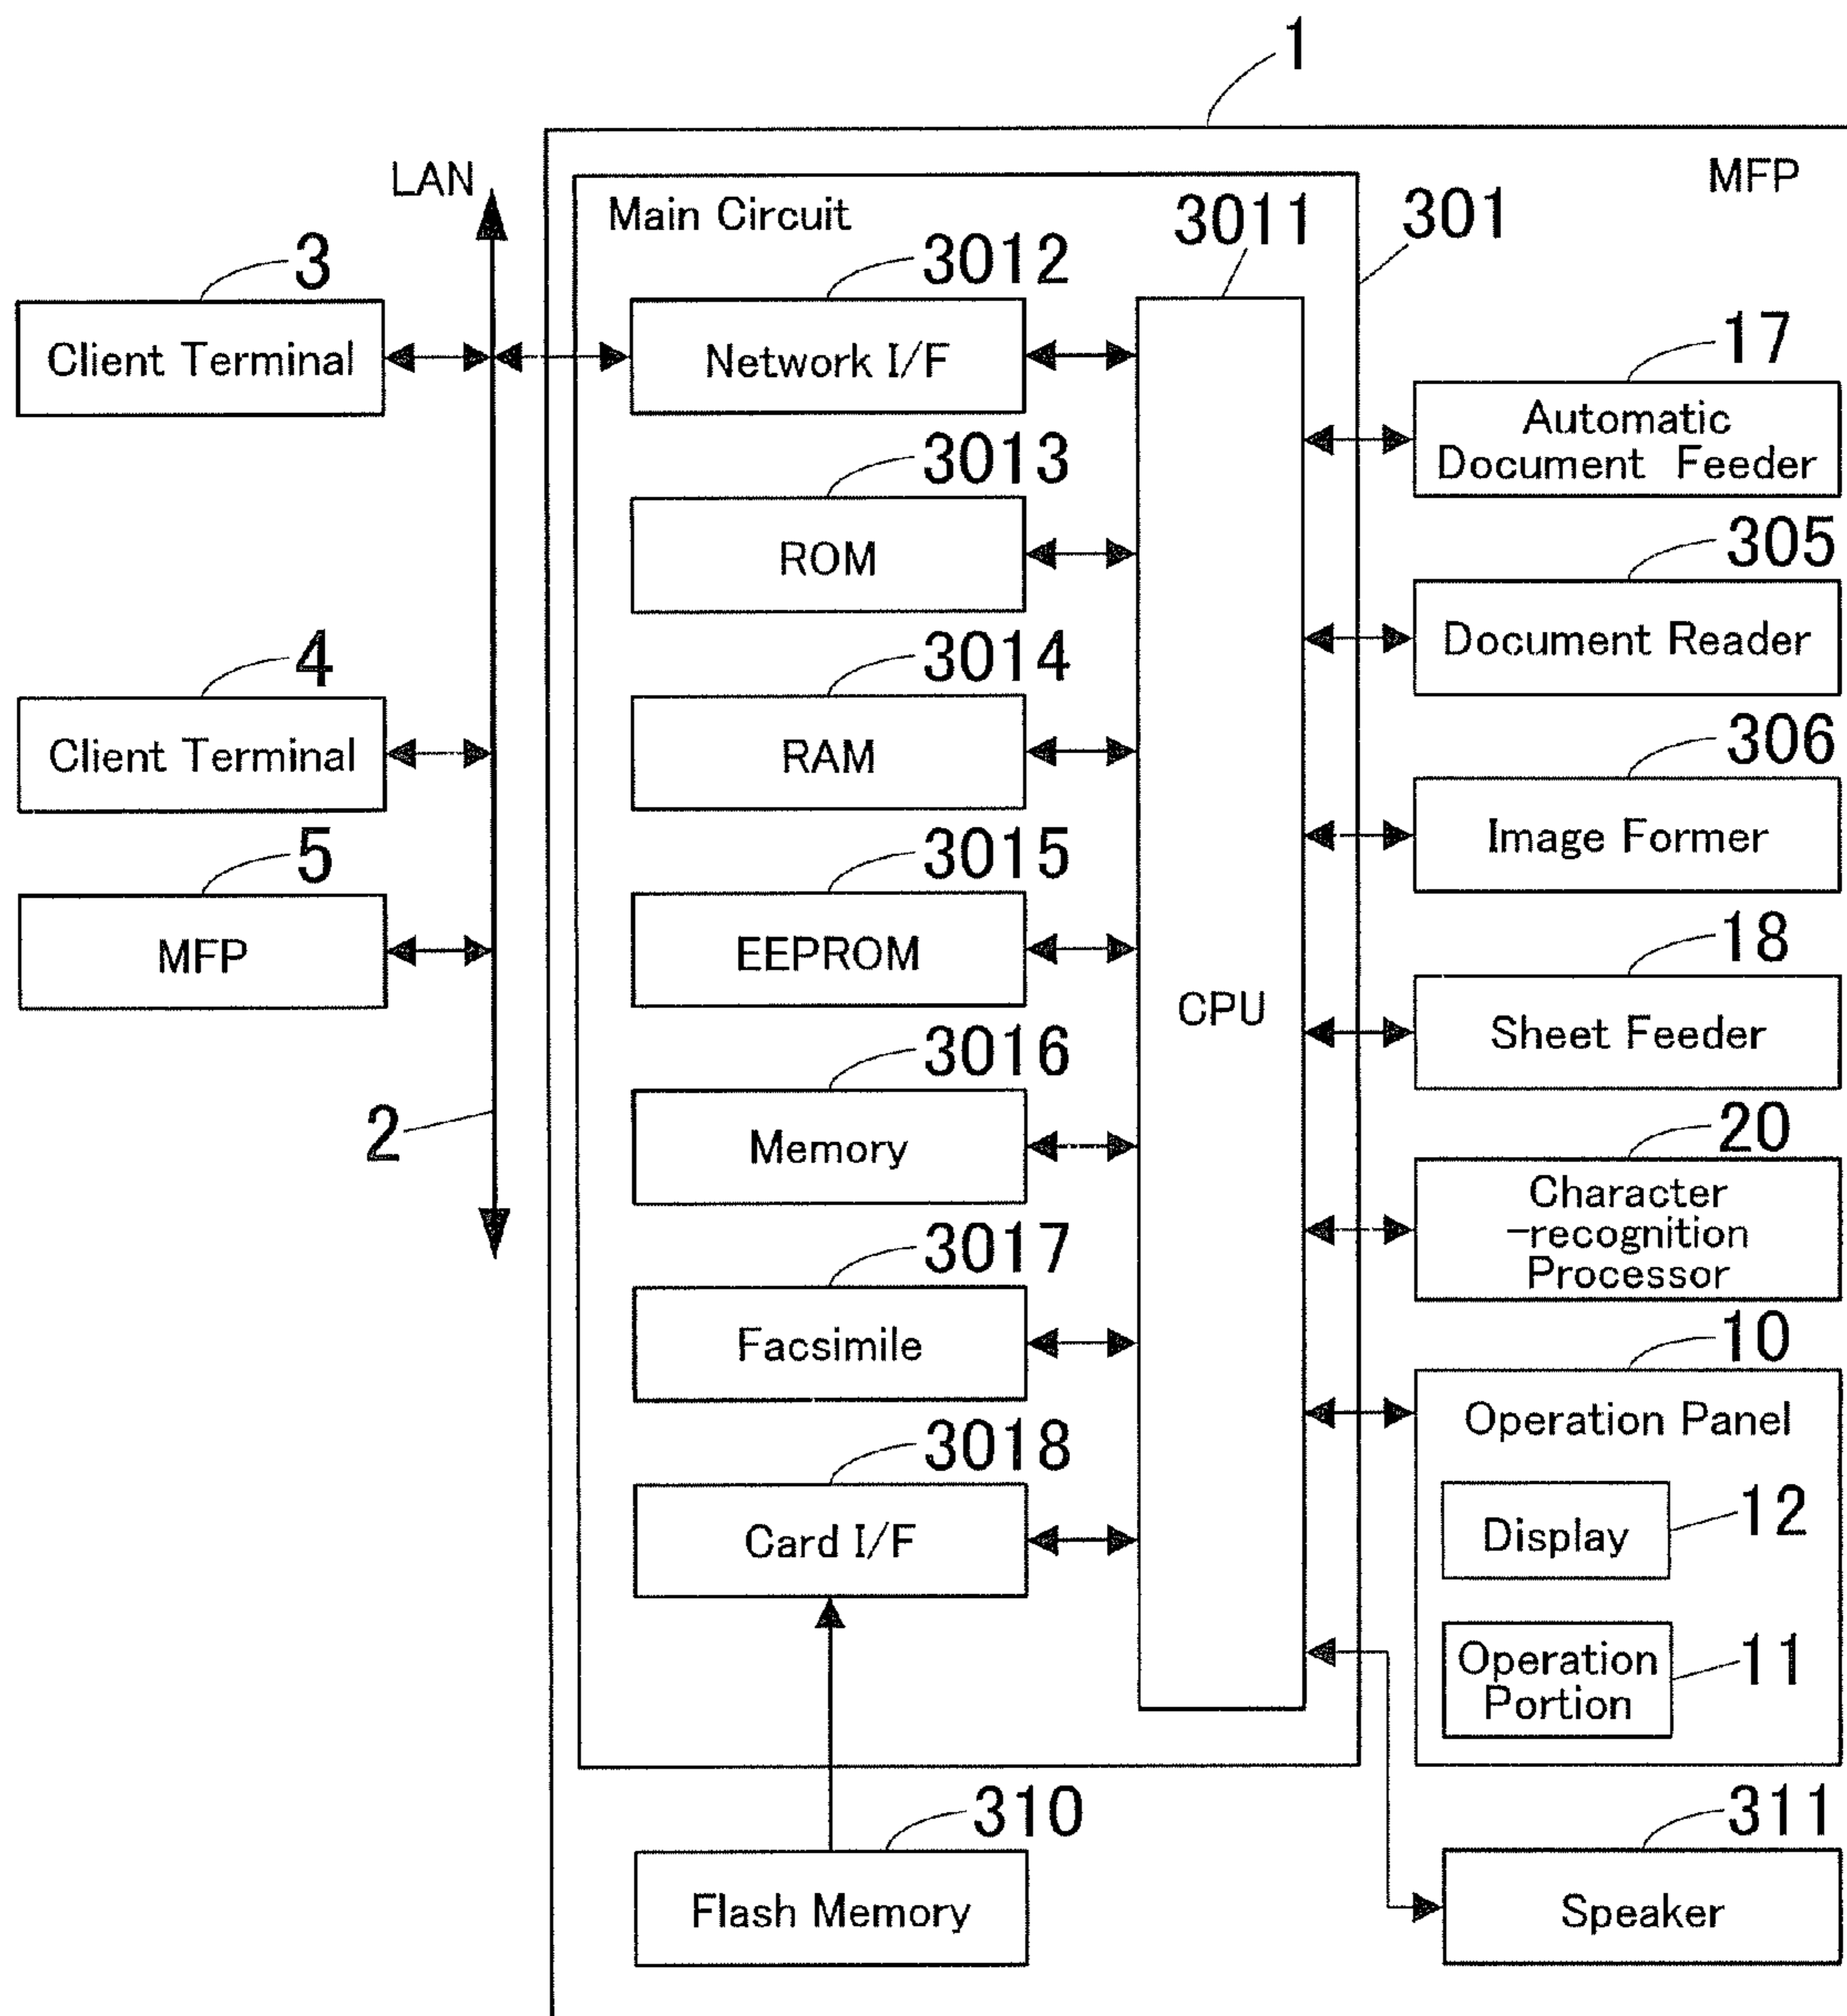 1
MFP
LAN
Main Circuit
3011
301
3
Client Terminal
3012
Network I/F
17
Automatic
Document Feeder
3013
ROM
305
Document Reader
4
Client Terminal
3014
RAM
306
Image Former
5
MFP
3015
EEPROM
CPU
18
Sheet Feeder
2
3016
Memory
20
Character
-recognition
Processor
3017
Facsimile
10
Operation Panel
3018
Card I/F
Display
12
Operation
Portion
11
310
Flash Memory
311
Speaker